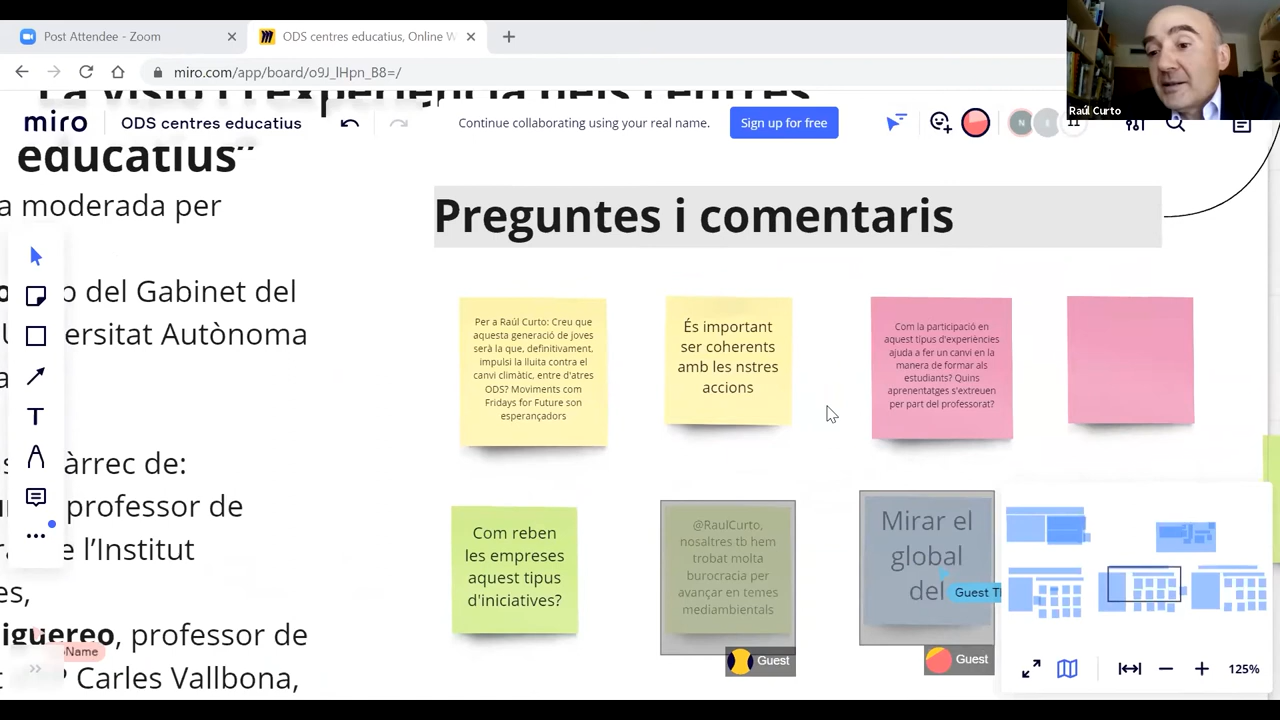 Post Attendee - Zoom
ODS centres educatius, Online W
miro.com/app/board/o9J_lHpn_B8=/
Raúl Curto
miro
ODS centres educatius
Continue collaborating using your real name.
Sign up for free
11
educatius”
a moderada per
p del Gabinet del
ersitat Autònoma
àrrec de:
professor de
e l’Institut
es,
iguereo, professor de
Name
Carles Vallbona,
Preguntes i comentaris
Per a Raúl Curto: Creu que
aquesta generació de joves
serà la que, definitivament,
impulsi la lluita contra el
canvi climàtic, entre d'atres
ODS? Moviments com
Fridays for Future son
esperançadors
És important
ser coherents
amb les nstres
accions
Com la participació en
aquest tipus d'experiències
ajuda a fer un canvi en la
manera de formar als
estudiants? Quins
aprenentatges s'extreuen
per part del professorat?
Com reben
les empreses
aquest tipus
d'iniciatives?
@RaulCurto,
nosaltres tb hem
trobat molta
burocracia per
avançar en temes
mediambientals
Guest
Mirar el
global
del
Guest
Guest
125%